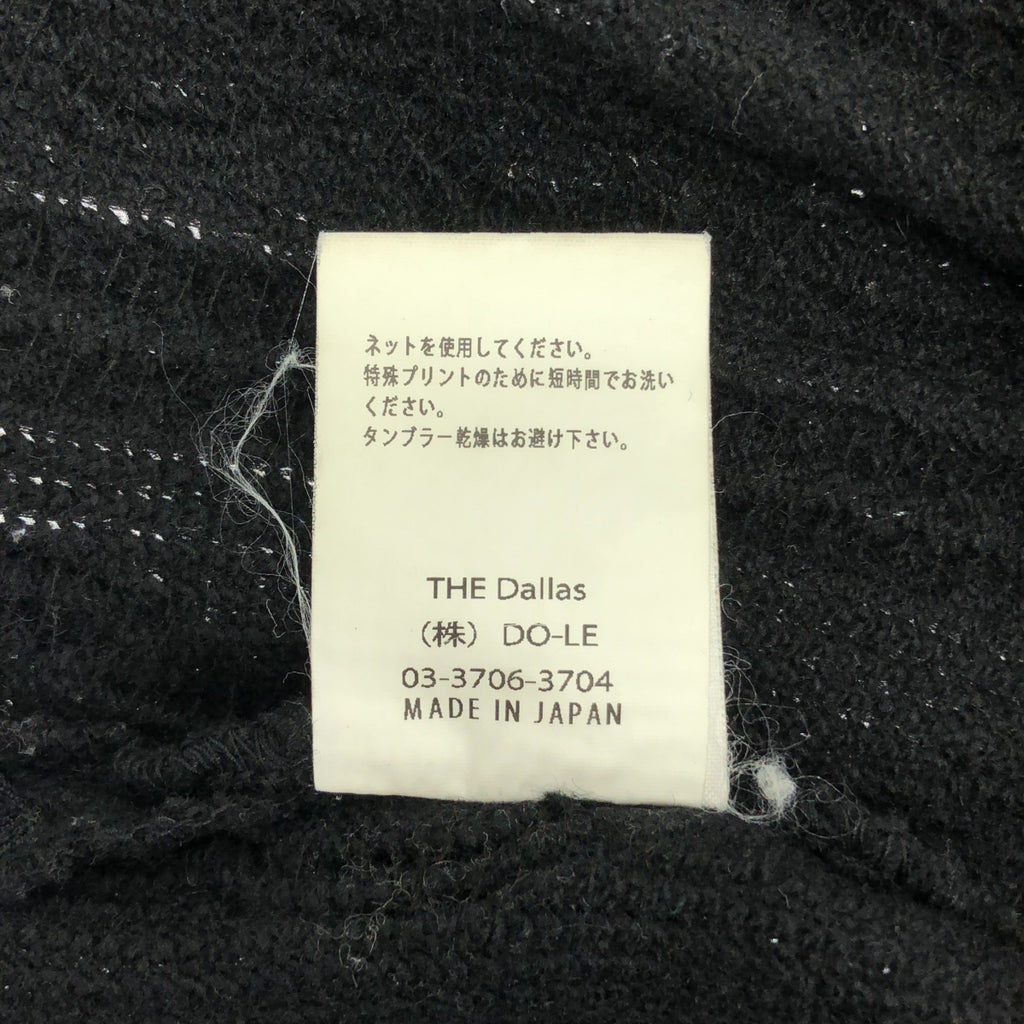 ネットを使用してください。
特殊プリントのために短時間でお洗い
ください。
タンブラー乾燥はお避け下さい。
THE Dallas
（株） DO-LE
03-3706-3704
MADE IN JAPAN